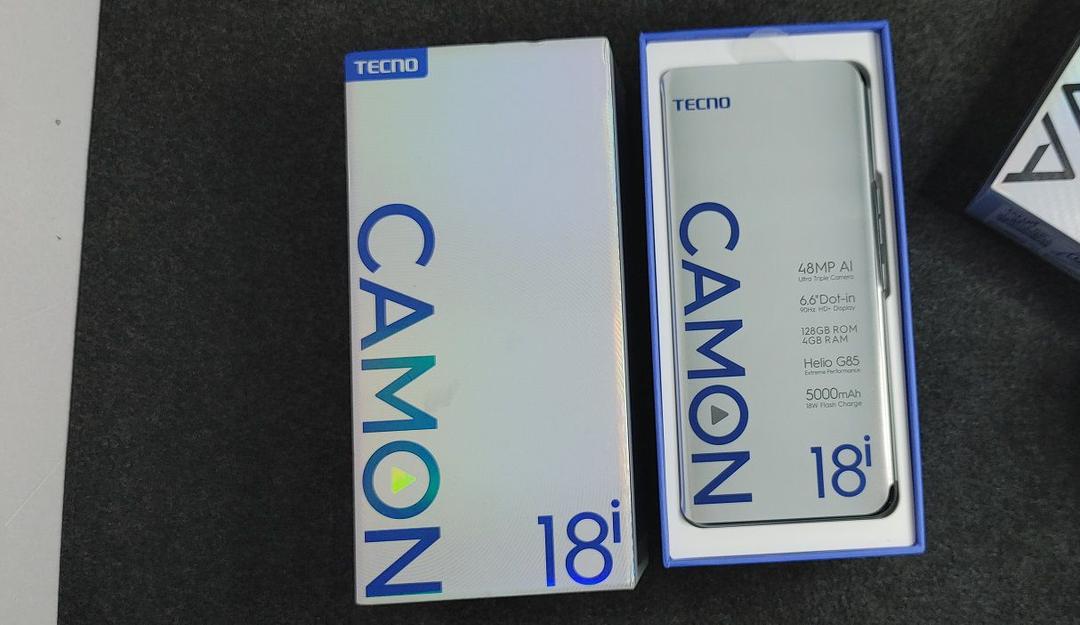 TECNO
CAMON
18i
TECNO
CAMON
48MP AI
Ultra Triple Camera
6.6"Dot-in
90Hz HD+ Display
128GB ROM
4GB RAM
Helio G85
Extreme Performance
5000mAh
18W Flash Charge
18i